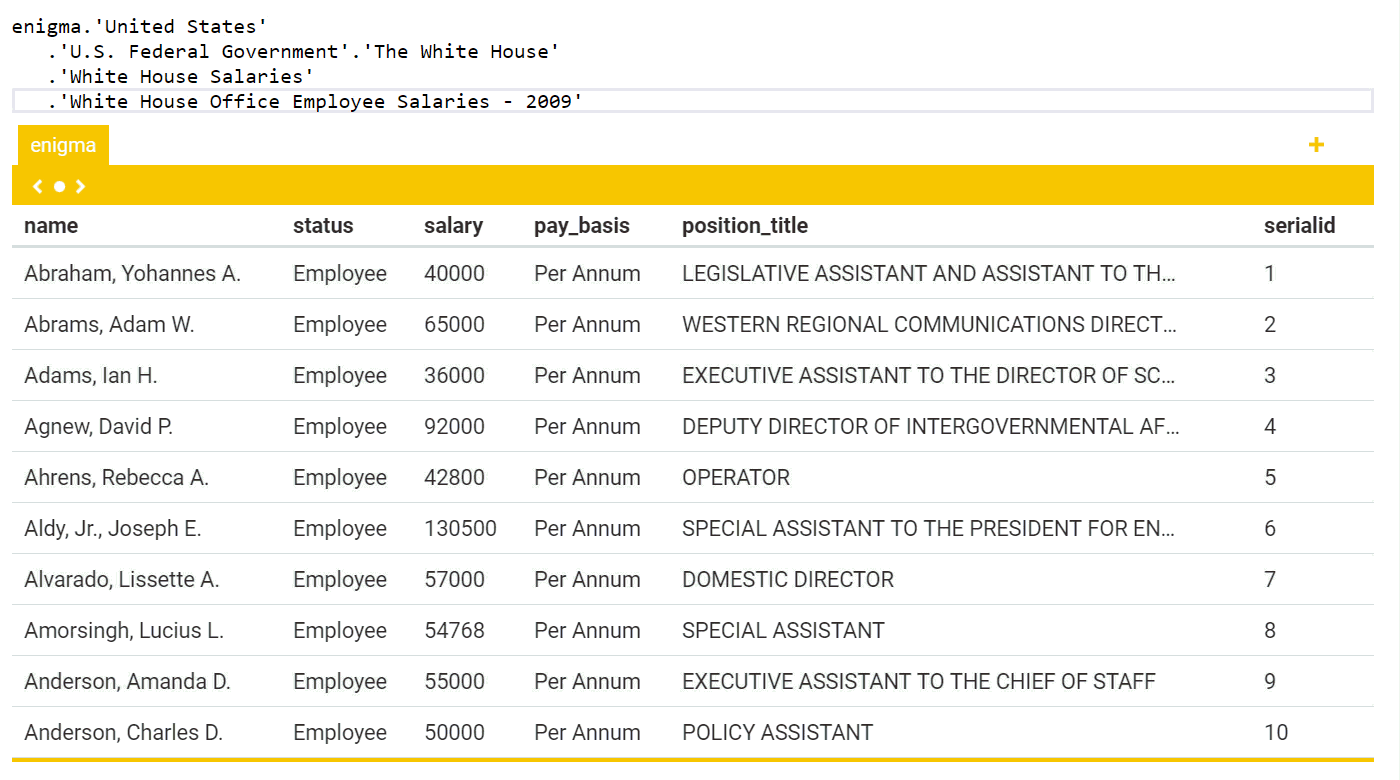 enigma.'United States'
.'U.S. Federal Government'.'The White House'
.'White House Salaries'
.'White House Office Employee Salaries - 2009'
enigma +
name status salary pay_basis position_title serialid
Abraham, Yohannes A. Employee 40000 Per Annum LEGISLATIVE ASSISTANT AND ASSISTANT TO TH... 1
Abrams, Adam W. Employee 65000 Per Annum WESTERN REGIONAL COMMUNICATIONS DIRECT... 2
Adams, Ian H. Employee 36000 Per Annum EXECUTIVE ASSISTANT TO THE DIRECTOR OF SC... 3
Agnew, David P. Employee 92000 Per Annum DEPUTY DIRECTOR OF INTERGOVERNMENTAL AF... 4
Ahrens, Rebecca A. Employee 42800 Per Annum OPERATOR 5
Aldy, Jr., Joseph E. Employee 130500 Per Annum SPECIAL ASSISTANT TO THE PRESIDENT FOR EN... 6
Alvarado, Lissette A. Employee 57000 Per Annum DOMESTIC DIRECTOR 7
Amorsingh, Lucius L. Employee 54768 Per Annum SPECIAL ASSISTANT 8
Anderson, Amanda D. Employee 55000 Per Annum EXECUTIVE ASSISTANT TO THE CHIEF OF STAFF 9
Anderson, Charles D. Employee 50000 Per Annum POLICY ASSISTANT 10